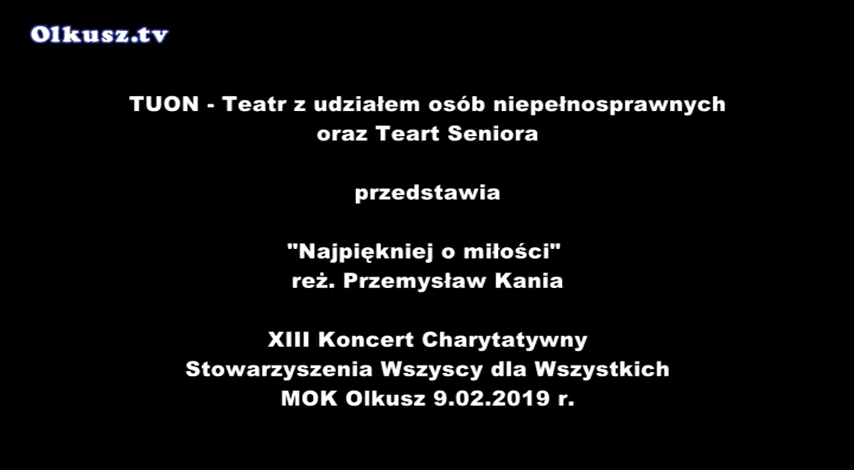 Olkusz.tv
TUON - Teatr z udziałem osób niepełnosprawnych
oraz Teart Seniora
przedstawia
"Najpiękniej o miłości"
reż. Przemysław Kania
XIII Koncert Charytatywny
Stowarzyszenia Wszyscy dla Wszystkich
MOK Olkusz 9.02.2019 r.